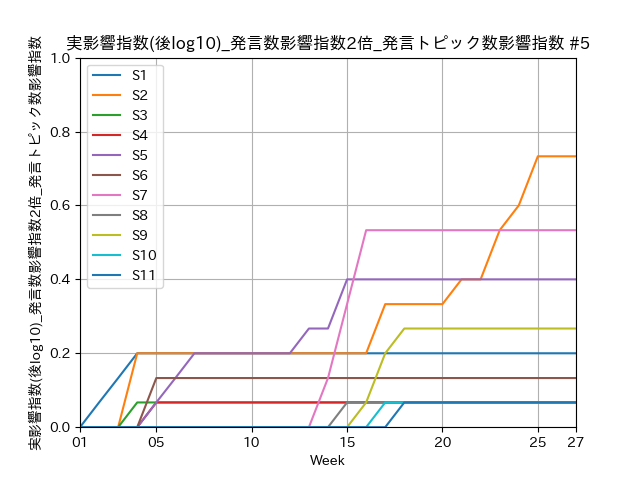 実影響指数(後log10)_発言数影響指数2倍_発言トピック数影響指数 #5
実影響指数(後log10)_発言数影響指数2倍_発言トピック数影響指数
1.0
0.8
0.6
0.4
0.2
0.0
S1
S2
S3
S4
S5
S6
S7
S8
S9
S10
S11
01
05
10
15
20
25
27
Week